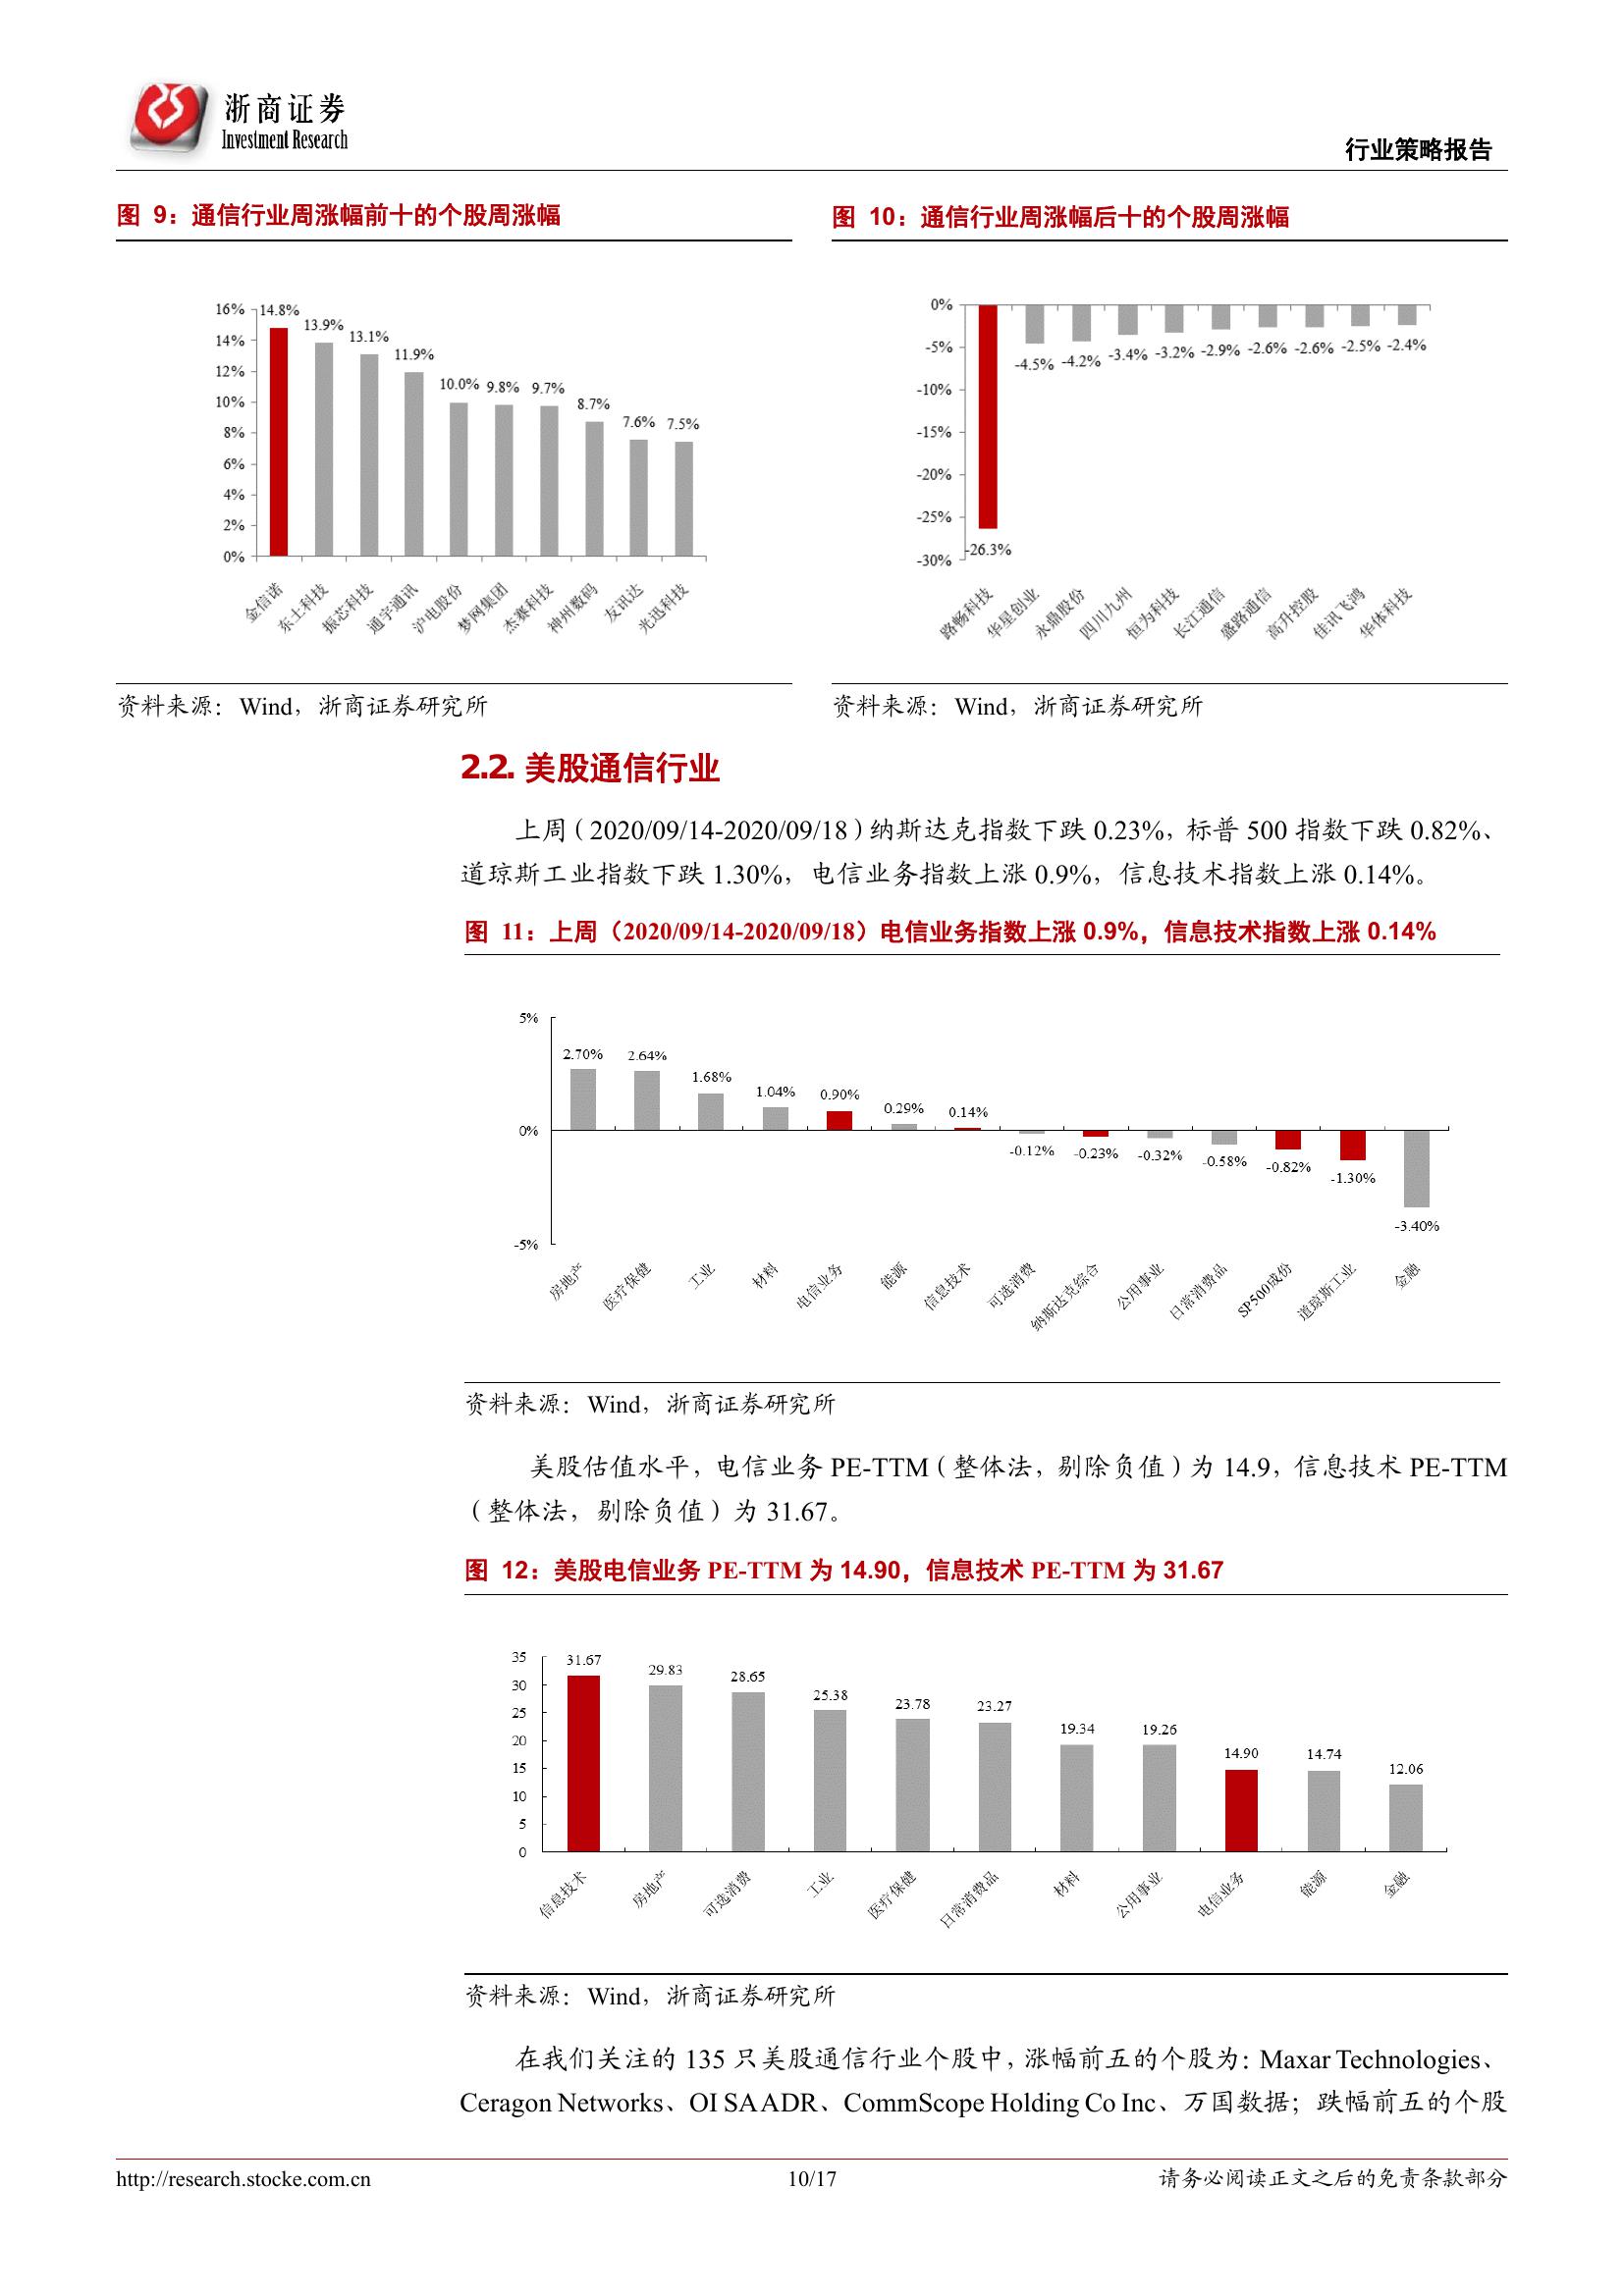 浙商证券
Investment Research
行业策略报告
图 9：通信行业周涨幅前十的个股周涨幅
16%
14%
12%
10%
8%
6%
4%
2%
0%
14.8%
13.9%
13.1%
11.9%
10.0%
9.8%
9.7%
8.7%
7.6%
7.5%
金信诺
东土科技
振芯科技
通宇通讯
沪电股份
梦网集团
杰赛科技
神州数码
友讯达
光迅科技
资料来源：Wind，浙商证券研究所
图 10：通信行业周涨幅后十的个股周涨幅
0%
-5%
-10%
-15%
-20%
-25%
-30%
-26.3%
-4.5%
-4.2%
-3.4%
-3.2%
-2.9%
-2.6%
-2.6%
-2.5%
-2.4%
路畅科技
华星创业
永鼎股份
四川九州
恒为科技
长江通信
盛路通信
高升控股
佳讯飞鸿
华体科技
资料来源：Wind，浙商证券研究所
2.2. 美股通信行业
上周（2020/09/14-2020/09/18）纳斯达克指数下跌 0.23%，标普 500 指数下跌 0.82%、
道琼斯工业指数下跌 1.30%，电信业务指数上涨 0.9%，信息技术指数上涨 0.14%。
图 11：上周（2020/09/14-2020/09/18）电信业务指数上涨 0.9%，信息技术指数上涨 0.14%
5%
0%
-5%
2.70%
2.64%
1.68%
1.04%
0.90%
0.29%
0.14%
-0.12%
-0.23%
-0.32%
-0.58%
-0.82%
-1.30%
-3.40%
房地产
医疗保健
工业
材料
电信业务
能源
信息技术
可选消费
纳斯达克综合
公用事业
日常消费品
SP500成份
道琼斯工业
金融
资料来源：Wind，浙商证券研究所
美股估值水平，电信业务 PE-TTM（整体法，剔除负值）为 14.9，信息技术 PE-TTM
（整体法，剔除负值）为 31.67。
图 12：美股电信业务 PE-TTM 为 14.90，信息技术 PE-TTM 为 31.67
35
30
25
20
15
10
5
0
31.67
29.83
28.65
25.38
23.78
23.27
19.34
19.26
14.90
14.74
12.06
信息技术
房地产
可选消费
工业
医疗保健
日常消费品
材料
公用事业
电信业务
能源
金融
资料来源：Wind，浙商证券研究所
在我们关注的 135 只美股通信行业个股中，涨幅前五的个股为：Maxar Technologies、
Ceragon Networks、OI SA ADR、CommScope Holding Co Inc、万国数据；跌幅前五的个股
http://research.stocke.com.cn
10/17
请务必阅读正文之后的免责条款部分